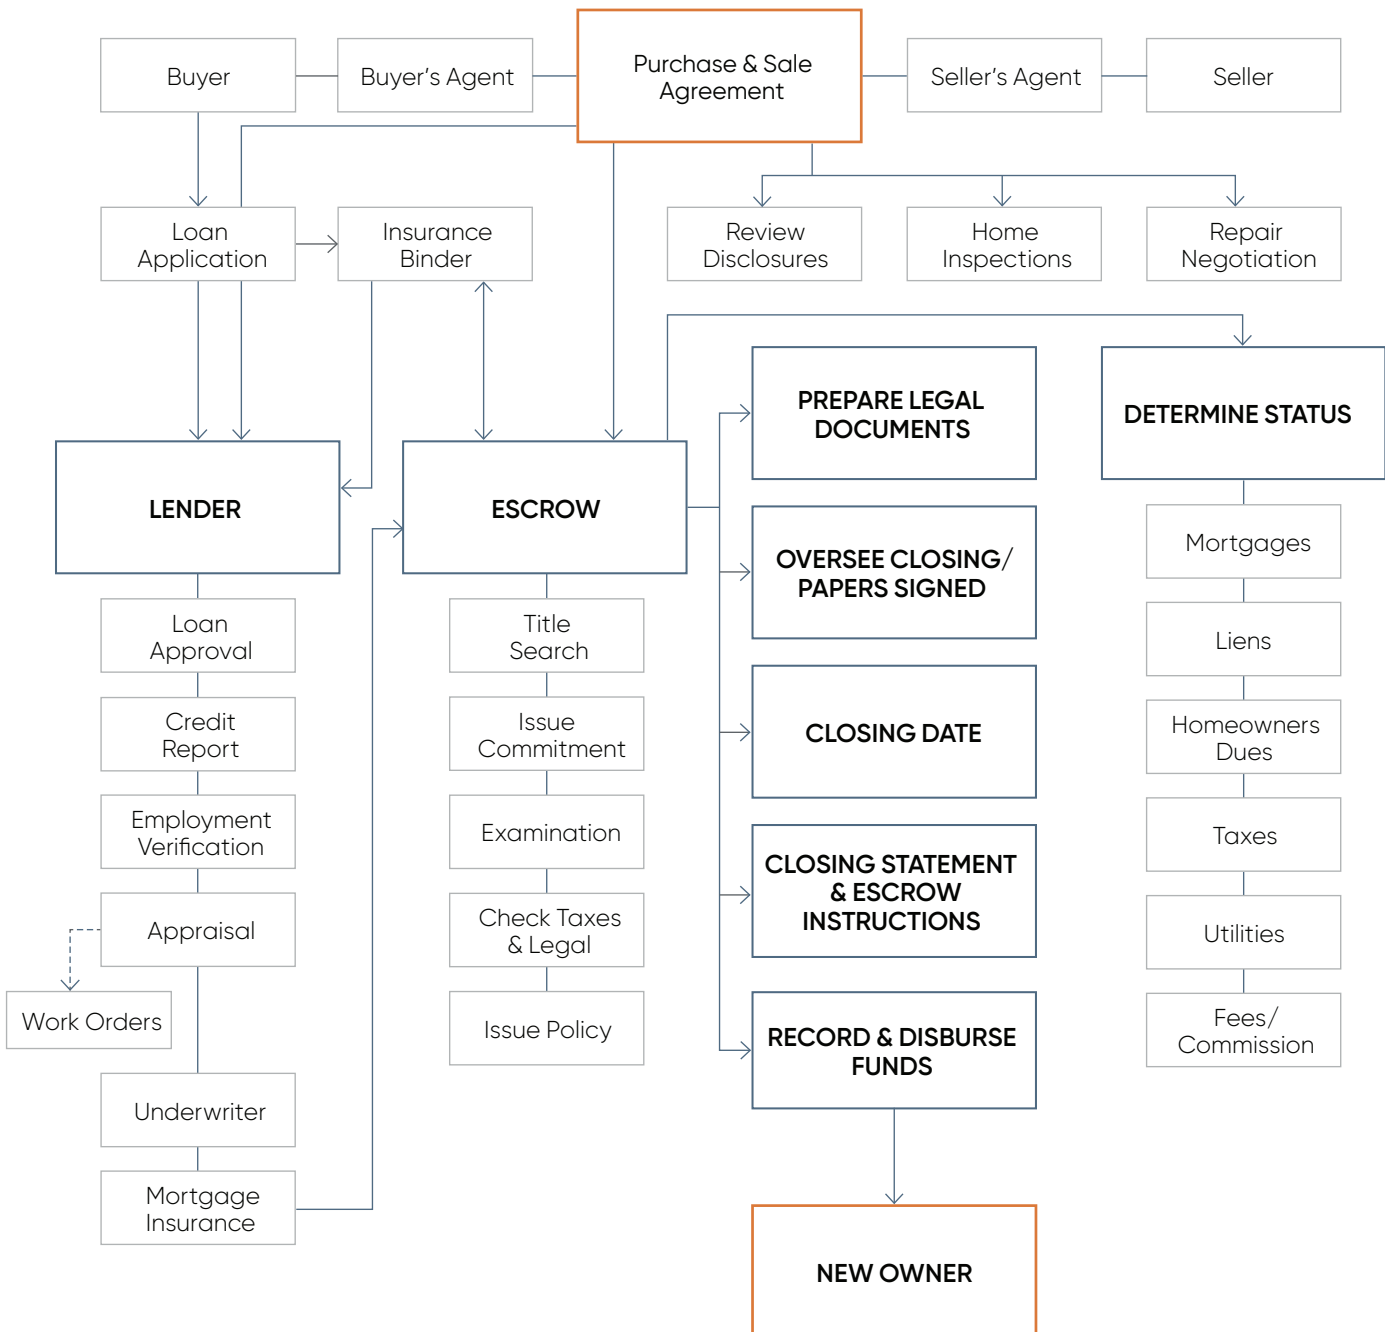 Buyer
Buyer's Agent
Purchase & Sale
Agreement
Seller's Agent
Seller
Loan
Application
Insurance
Binder
Review
Disclosures
Home
Inspections
Repair
Negotiation
LENDER
ESCROW
PREPARE LEGAL
DOCUMENTS
DETERMINE STATUS
OVERSEE CLOSING/
PAPERS SIGNED
CLOSING DATE
CLOSING STATEMENT
& ESCROW
INSTRUCTIONS
RECORD & DISBURSE
FUNDS
NEW OWNER
Loan
Approval
Credit
Report
Employment
Verification
Appraisal
Work Orders
Underwriter
Mortgage
Insurance
Title
Search
Issue
Commitment
Examination
Check Taxes
& Legal
Issue Policy
Mortgages
Liens
Homeowners
Dues
Taxes
Utilities
Fees/
Commission